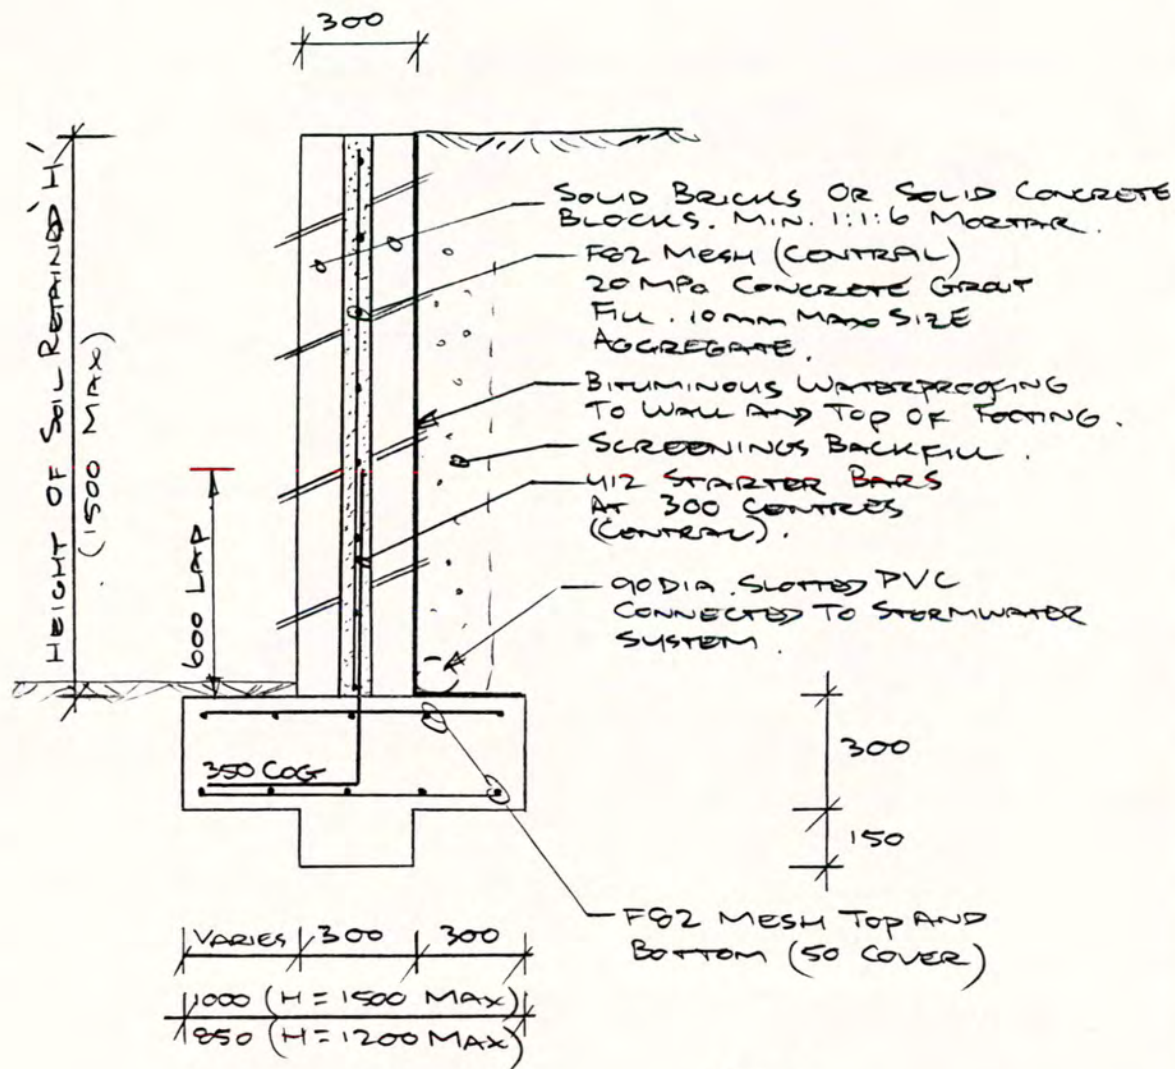 300
HEIGHT OF SOIL RETAINED 'H'
(1500 MAX)
SOLID BRICKS OR SOLID CONCRETE
BLOCKS. MIN. 1:1:6 MORTAR.
F82 MESH (CENTRAL)
20 MPa CONCRETE GROUT
FILL. 10mm MAX SIZE
AGGREGATE.
BITUMINOUS WATERPROOFING
TO WALL AND TOP OF FOOTING.
SCREENINGS BACKFILL.
Y12 STARTER BARS
AT 300 CENTRES
(CENTRAL).
600 LAP
90 DIA. SLOTTED PVC
CONNECTED TO STORMWATER
SYSTEM.
350 COG
300
150
F82 MESH TOP AND
BOTTOM (50 COVER)
VARIES 300 300
1000 (H = 1500 MAX)
850 (H = 1200 MAX)